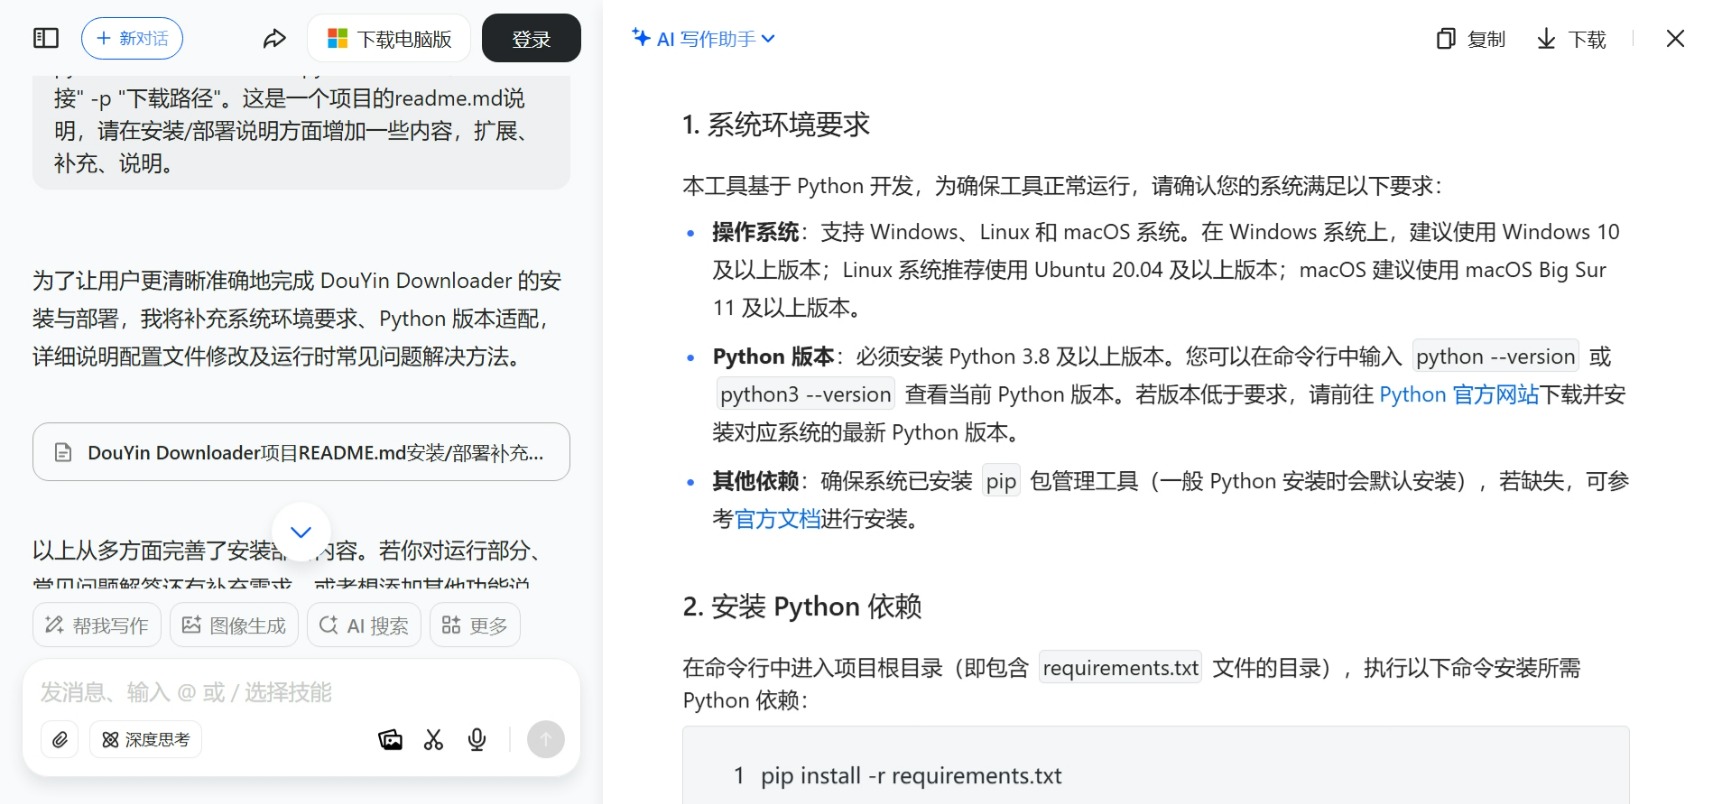 新对话
下载电脑版
登录
接" -p "下载路径"。这是一个项目的readme.md说
明，请在安装/部署说明方面增加一些内容，扩展、
补充、说明。
为了让用户更清晰准确地完成 DouYin Downloader 的安
装与部署，我将补充系统环境要求、Python 版本适配，
详细说明配置文件修改及运行时常见问题解决方法。
DouYin Downloader项目README.md安装/部署补充...
以上从多方面完善了安装部 内容。若你对运行部分、
常见问题解答还有补充需求，或者想添加其他功能说
帮我写作
图像生成
AI 搜索
更多
发消息、输入 @ 或 / 选择技能
深度思考
AI 写作助手
复制
下载
1. 系统环境要求
本工具基于 Python 开发，为确保工具正常运行，请确认您的系统满足以下要求：
操作系统：支持 Windows、Linux 和 macOS 系统。在 Windows 系统上，建议使用 Windows 10
及以上版本；Linux 系统推荐使用 Ubuntu 20.04 及以上版本；macOS 建议使用 macOS Big Sur
11 及以上版本。
Python 版本：必须安装 Python 3.8 及以上版本。您可以在命令行中输入 python --version 或
python3 --version 查看当前 Python 版本。若版本低于要求，请前往 Python 官方网站下载并安
装对应系统的最新 Python 版本。
其他依赖：确保系统已安装 pip 包管理工具（一般 Python 安装时会默认安装），若缺失，可参
考官方文档进行安装。
2. 安装 Python 依赖
在命令行中进入项目根目录（即包含 requirements.txt 文件的目录），执行以下命令安装所需
Python 依赖：
1 pip install -r requirements.txt